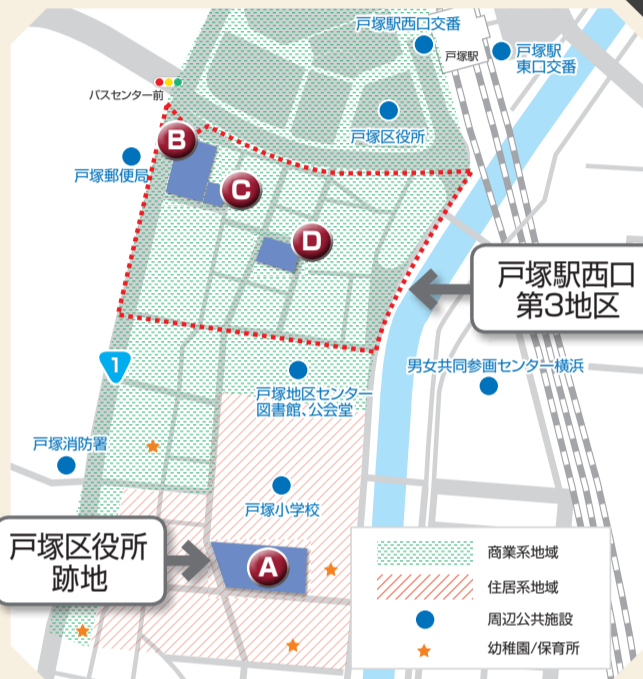 戸塚駅西口交番
戸塚駅
戸塚駅
東口交番
バスセンター前
戸塚区役所
B
戸塚郵便局
C
D
戸塚駅西口
第3地区
1
戸塚地区センター
図書館、公会堂
男女共同参画センター横浜
戸塚消防署
戸塚小学校
戸塚区役所
跡地
A
商業系地域
住居系地域
周辺公共施設
幼稚園/保育所